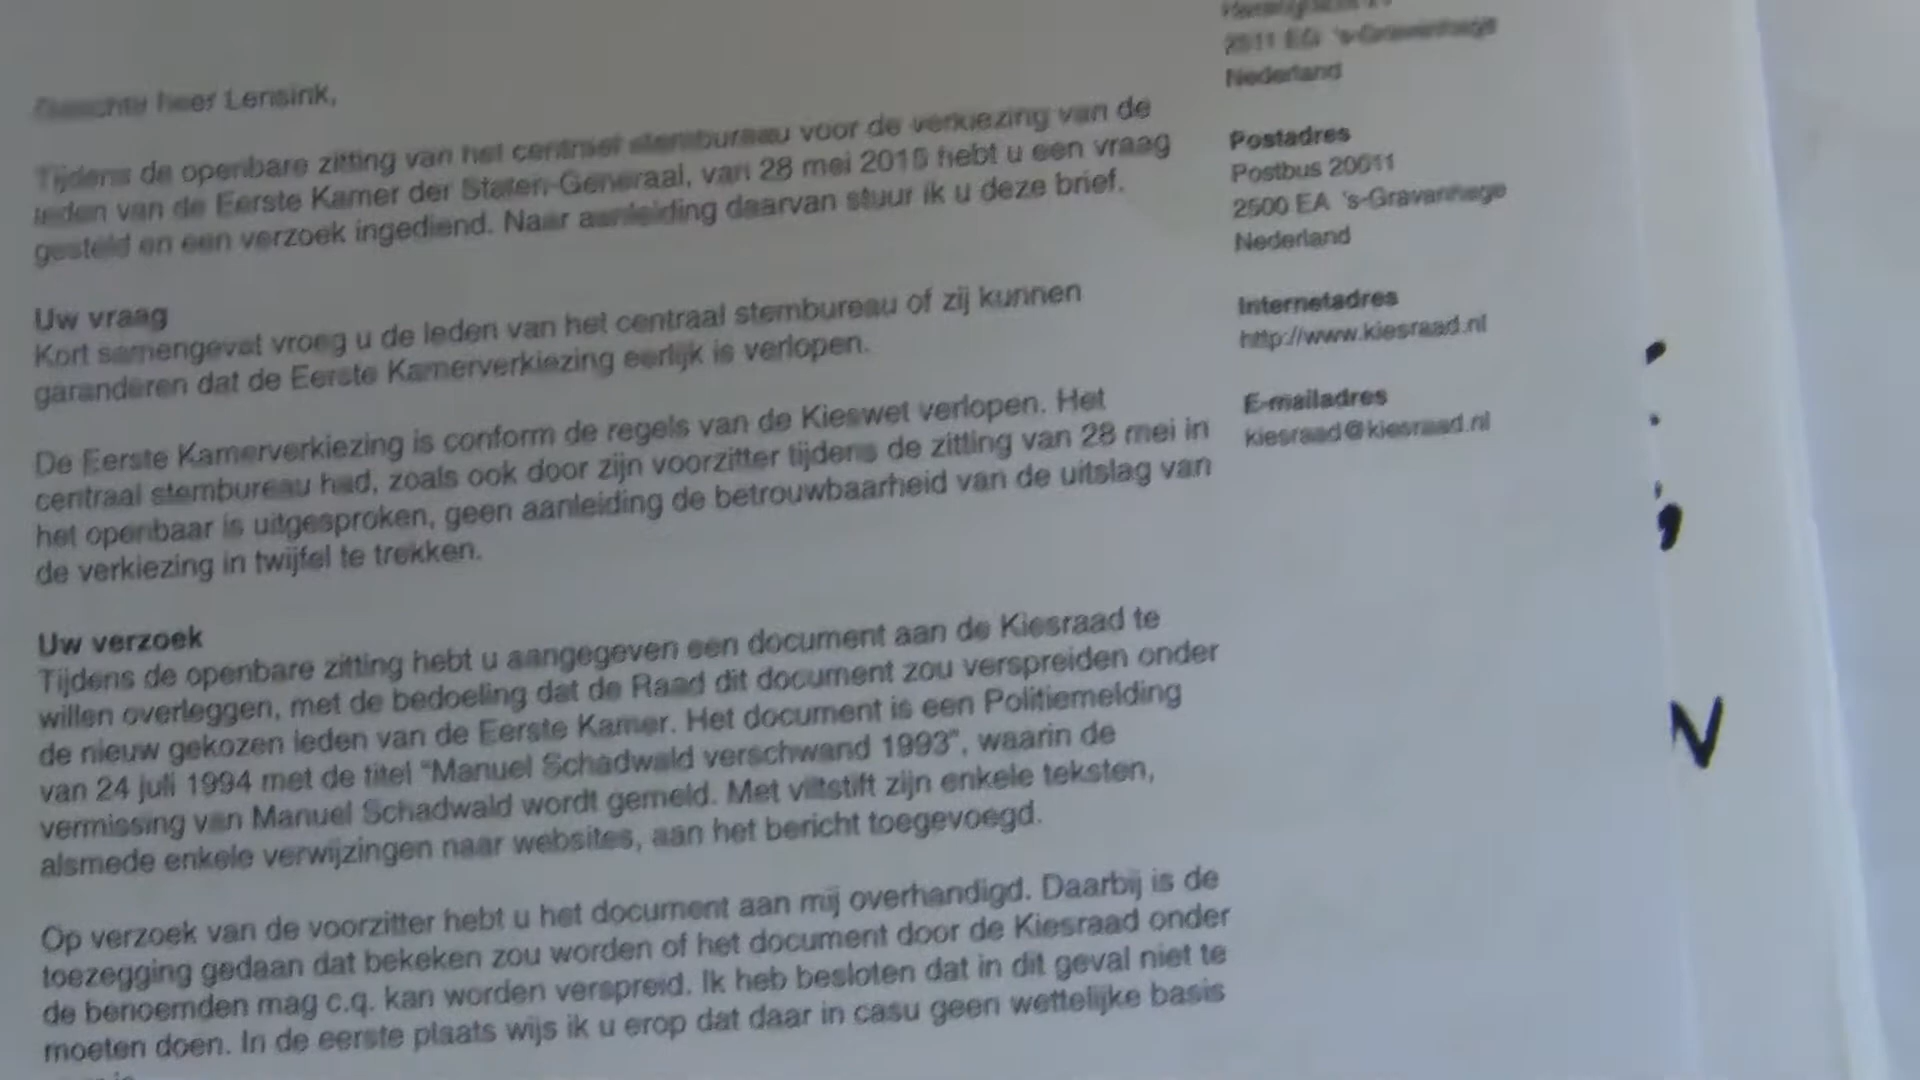 Geachte heer Lensink,
Tijdens de openbare zitting van het centraal stembureau voor de verkiezing van de
leden van de Eerste Kamer der Staten-Generaal, van 28 mei 2015 hebt u een vraag
gesteld en een verzoek ingediend. Naar aanleiding daarvan stuur ik u deze brief.
Uw vraag
Kort samengevat vroeg u de leden van het centraal stembureau of zij kunnen
garanderen dat de Eerste Kamerverkiezing eerlijk is verlopen.
De Eerste Kamerverkiezing is conform de regels van de Kieswet verlopen. Het
centraal stembureau had, zoals ook door zijn voorzitter tijdens de zitting van 28 mei in
het openbaar is uitgesproken, geen aanleiding de betrouwbaarheid van de uitslag van
de verkiezing in twijfel te trekken.
Uw verzoek
Tijdens de openbare zitting hebt u aangegeven een document aan de Kiesraad te
willen overleggen, met de bedoeling dat de Raad dit document zou verspreiden onder
de nieuw gekozen leden van de Eerste Kamer. Het document is een Politiemelding
van 24 juli 1994 met de titel "Manuel Schadwald verschwand 1993", waarin de
vermissing van Manuel Schadwald wordt gemeld. Met viltstift zijn enkele teksten,
alsmede enkele verwijzingen naar websites, aan het bericht toegevoegd.
Op verzoek van de voorzitter hebt u het document aan mij overhandigd. Daarbij is de
toezegging gedaan dat bekeken zou worden of het document door de Kiesraad onder
de benoemden mag c.q. kan worden verspreid. Ik heb besloten dat in dit geval niet te
moeten doen. In de eerste plaats wijs ik u erop dat daar in casu geen wettelijke basis
2511 EG 's-Gravenhage
Nederland
Postadres
Postbus 20011
2500 EA 's-Gravenhage
Nederland
Internetadres
http://www.kiesraad.nl
E-mailadres
kiesraad@kiesraad.nl
N